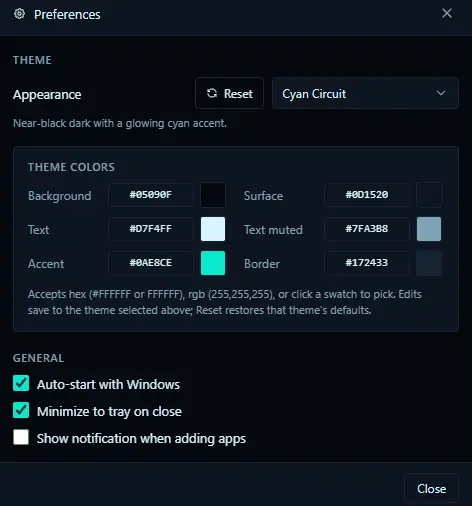 Preferences
THEME
Appearance Reset Cyan Circuit
Near-black dark with a glowing cyan accent.
THEME COLORS
Background #05090F Surface #0D1520
Text #D7F4FF Text muted #7FA3B8
Accent #0AE8CE Border #172433
Accepts hex (#FFFFFF or FFFFFF), rgb (255,255,255), or click a swatch to pick. Edits
save to the theme selected above; Reset restores that theme's defaults.
GENERAL
Auto-start with Windows
Minimize to tray on close
Show notification when adding apps
Close